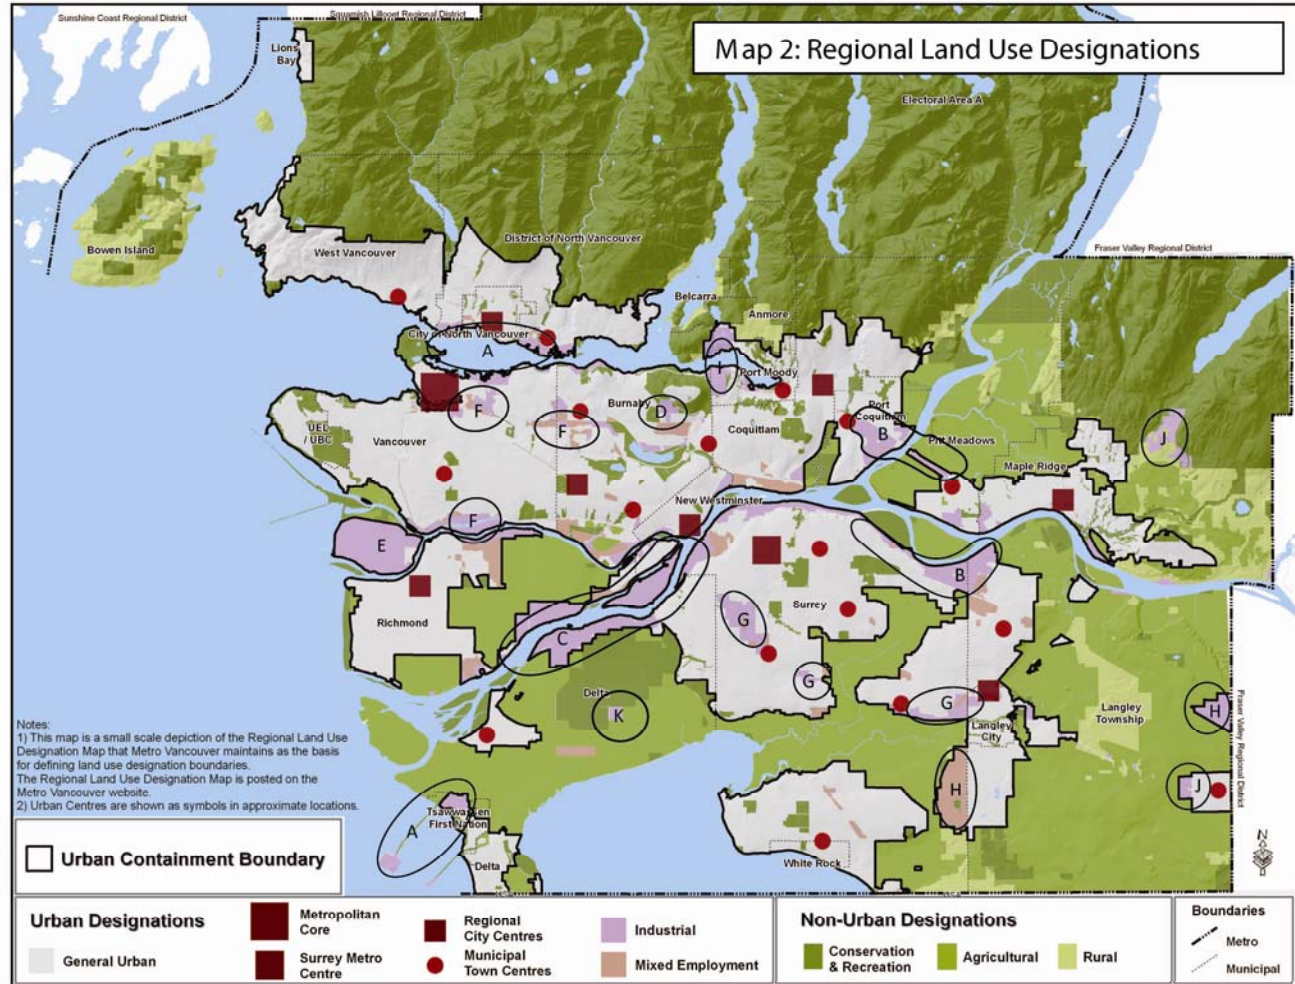 Sunshine Coast Regional District
Squamish Lillooet Regional District
Map 2: Regional Land Use Designations
Lions
Bay
Electoral Area A
Bowen Island
West Vancouver
District of North Vancouver
Fraser Valley Regional District
Belcarra
Anmore
City of North Vancouver
A
I
Port Moody
F
Burnaby
D
Port
Coquitlam
UEL
/ UBC
Vancouver
F
Coquitlam
B
Pitt Meadows
J
Maple Ridge
New Westminster
F
E
B
Richmond
C
G
Surrey
G
Delta
K
G
Langley
City
Langley
Township
H
Fraser Valley Regional District
H
J
A
Tsawwassen
First Nation
Delta
White Rock
N
Notes:
1) This map is a small scale depiction of the Regional Land Use
Designation Map that Metro Vancouver maintains as the basis
for defining land use designation boundaries.
The Regional Land Use Designation Map is posted on the
Metro Vancouver website.
2) Urban Centres are shown as symbols in approximate locations.
Urban Containment Boundary
Urban Designations
General Urban
Metropolitan
Core
Surrey Metro
Centre
Regional
City Centres
Municipal
Town Centres
Industrial
Mixed Employment
Non-Urban Designations
Conservation
& Recreation
Agricultural
Rural
Boundaries
Metro
Municipal